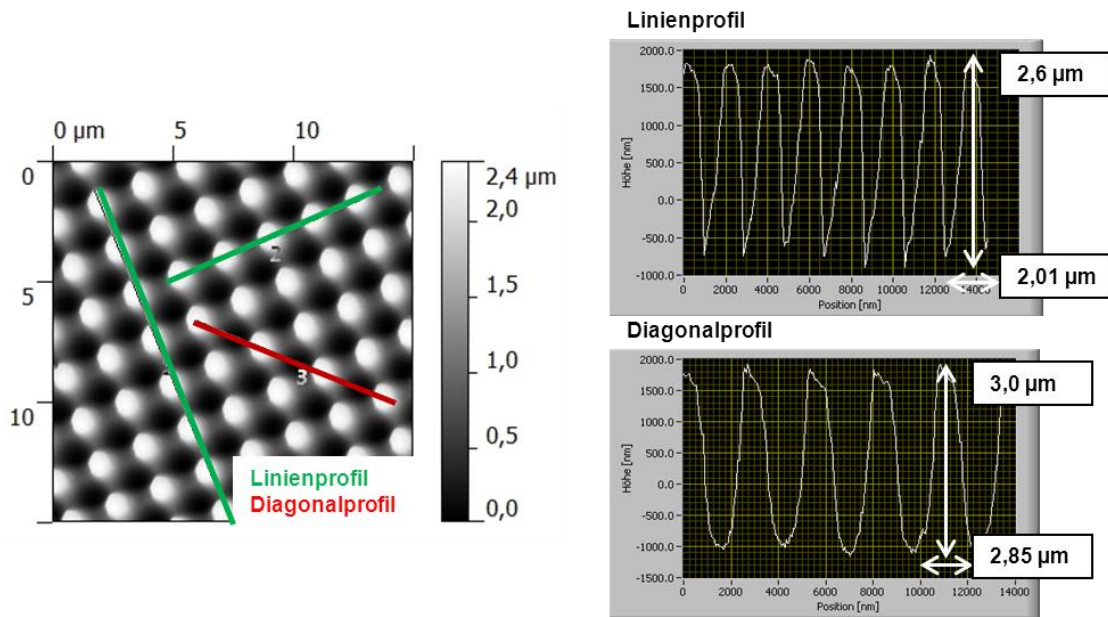 0 µm 5 10
0
5
10
2
3
2,4 µm
2,0
1,5
1,0
0,5
0,0
Linienprofil
Diagonalprofil
Linienprofil
2000.0
1500.0
1000.0
500.0
0.0
-500.0
-1000.0
Höhe [nm]
0 2000 4000 6000 8000 10000 12000 14000
Position [nm]
2,6 µm
2,01 µm
Diagonalprofil
2000.0
1500.0
1000.0
500.0
0.0
-500.0
-1000.0
-1500.0
Höhe [nm]
0 2000 4000 6000 8000 10000 12000 14000
Position [nm]
3,0 µm
2,85 µm